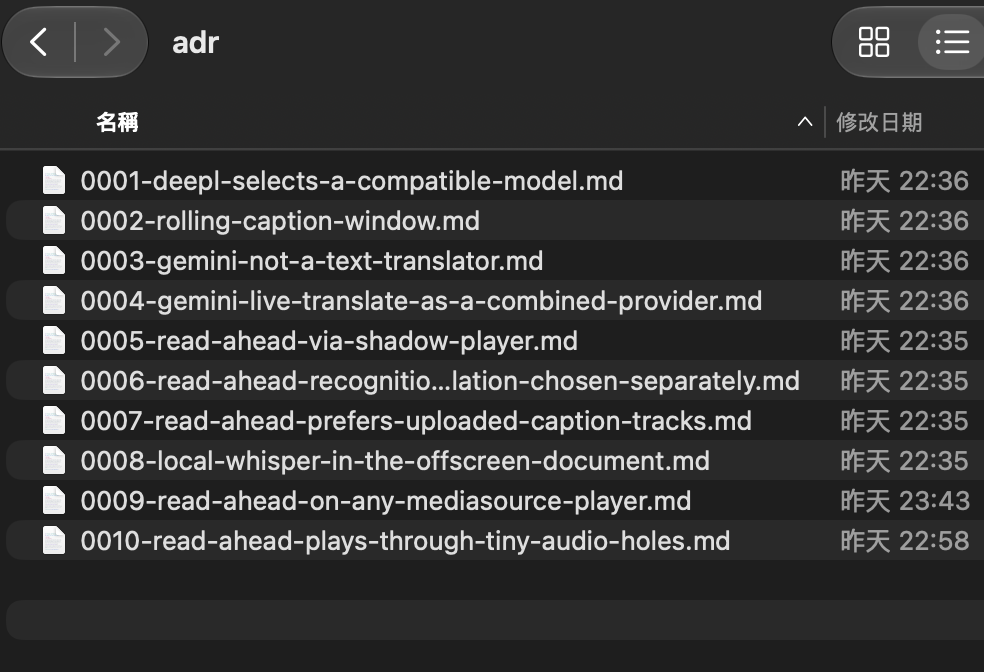 adr
名稱 修改日期
0001-deepl-selects-a-compatible-model.md 昨天 22:36
0002-rolling-caption-window.md 昨天 22:36
0003-gemini-not-a-text-translator.md 昨天 22:36
0004-gemini-live-translate-as-a-combined-provider.md 昨天 22:36
0005-read-ahead-via-shadow-player.md 昨天 22:35
0006-read-ahead-recognitio...lation-chosen-separately.md 昨天 22:35
0007-read-ahead-prefers-uploaded-caption-tracks.md 昨天 22:35
0008-local-whisper-in-the-offscreen-document.md 昨天 22:35
0009-read-ahead-on-any-mediasource-player.md 昨天 23:43
0010-read-ahead-plays-through-tiny-audio-holes.md 昨天 22:58